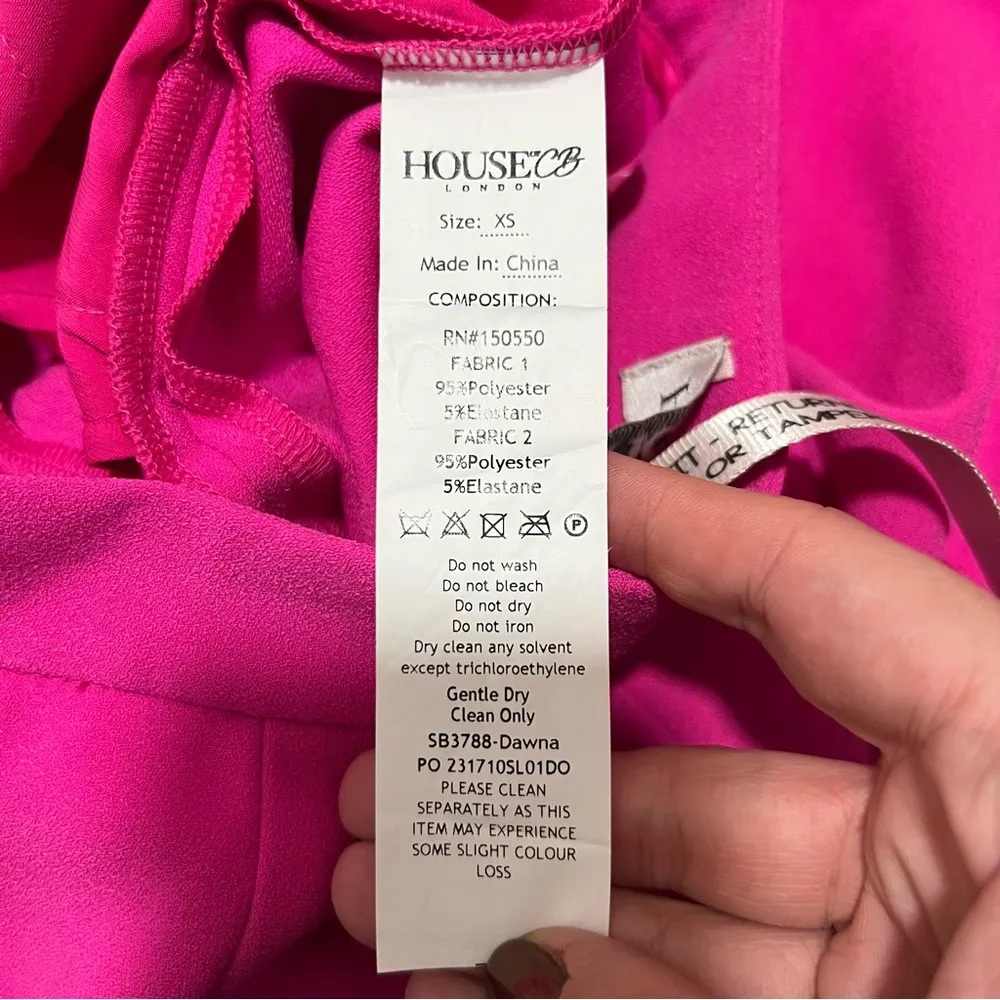 HOUSE OF CB
LONDON
Size: XS
Made In: China
COMPOSITION:
RN#150550
FABRIC 1
95%Polyester
5%Elastane
FABRIC 2
95%Polyester
5%Elastane
P
Do not wash
Do not bleach
Do not dry
Do not iron
Dry clean any solvent
except trichloroethylene
Gentle Dry
Clean Only
SB3788-Dawna
PO 231710SL01DO
PLEASE CLEAN
SEPARATELY AS THIS
ITEM MAY EXPERIENCE
SOME SLIGHT COLOUR
LOSS
- RETURN
OR TAMPE